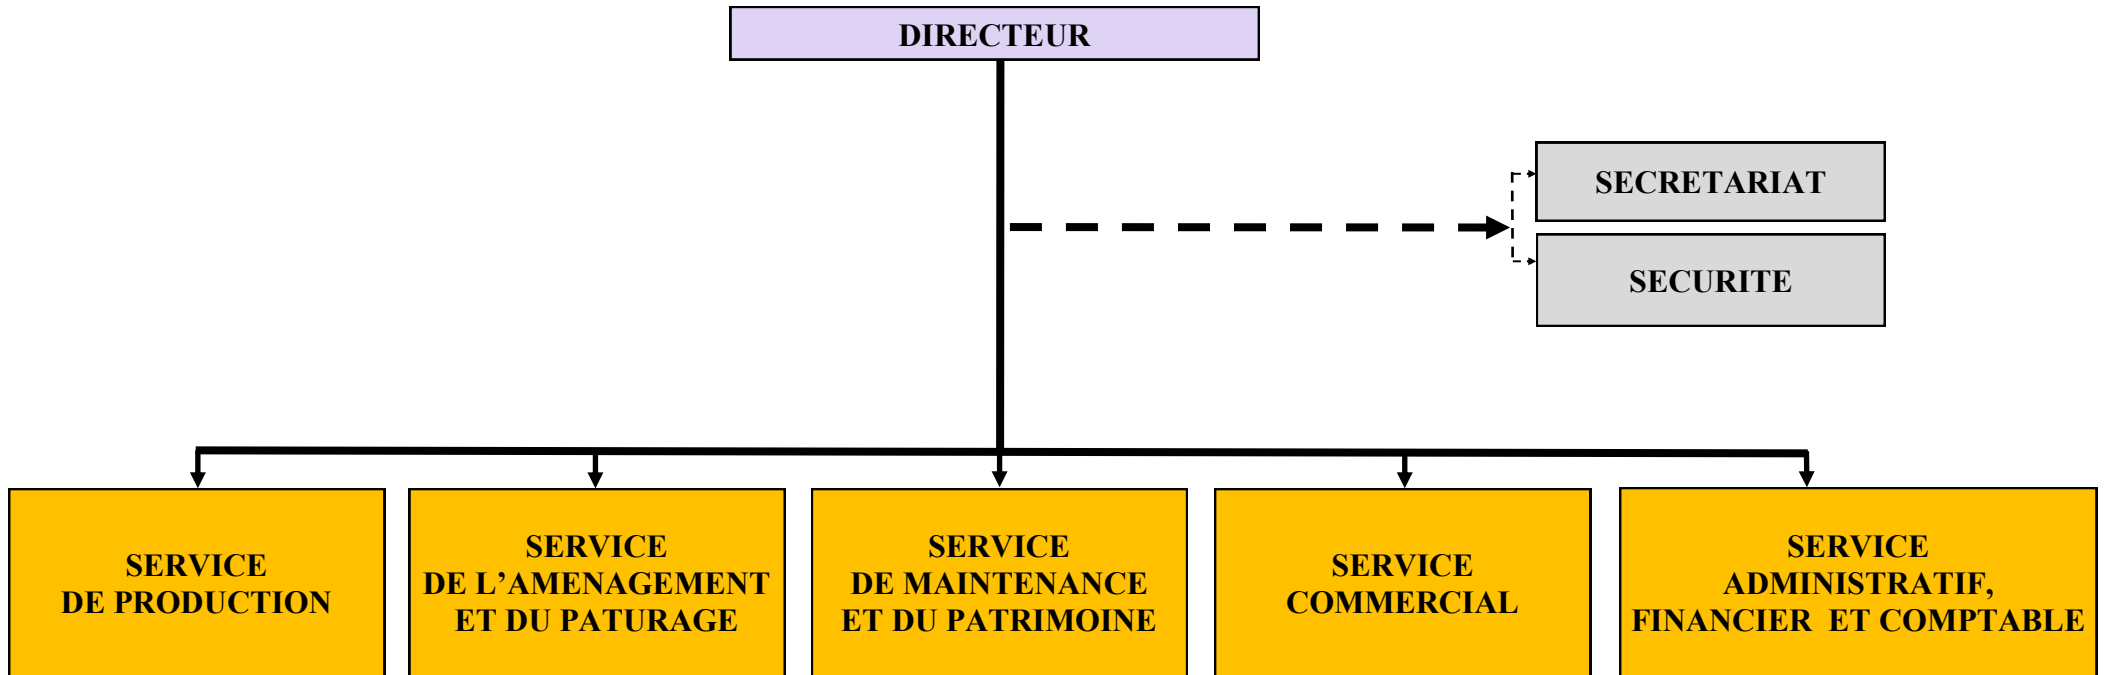 DIRECTEUR
SECRETARIAT
SECURITE
SERVICE
DE PRODUCTION
SERVICE
DE L’AMENAGEMENT
ET DU PATURAGE
SERVICE
DE MAINTENANCE
ET DU PATRIMOINE
SERVICE
COMMERCIAL
SERVICE
ADMINISTRATIF,
FINANCIER ET COMPTABLE